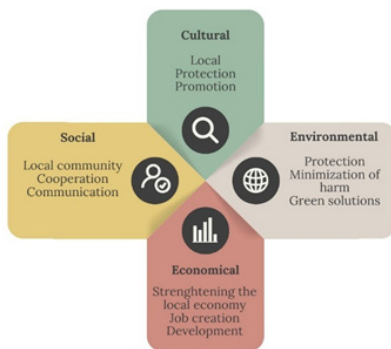 Cultural
Local
Protection
Promotion
Social
Local community
Cooperation
Communication
Environmental
Protection
Minimization of
harm
Green solutions
Economical
Strenghtening the
local economy
Job creation
Development